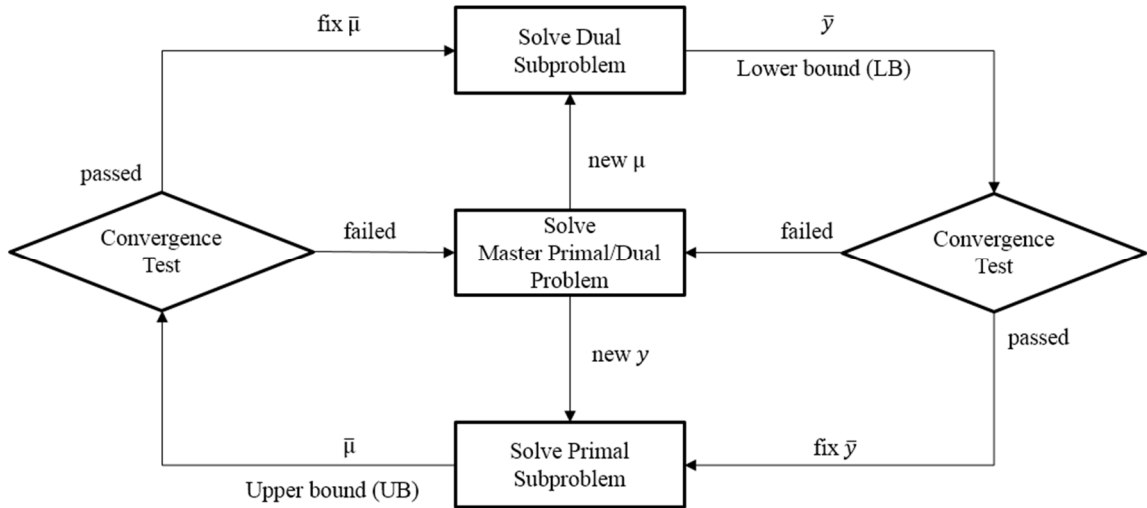 fix μ̄
Solve Dual
Subproblem
ȳ
Lower bound (LB)
passed
new μ
Convergence
Test
failed
Solve
Master Primal/Dual
Problem
failed
Convergence
Test
passed
new y
μ̄
Upper bound (UB)
Solve Primal
Subproblem
fix ȳ